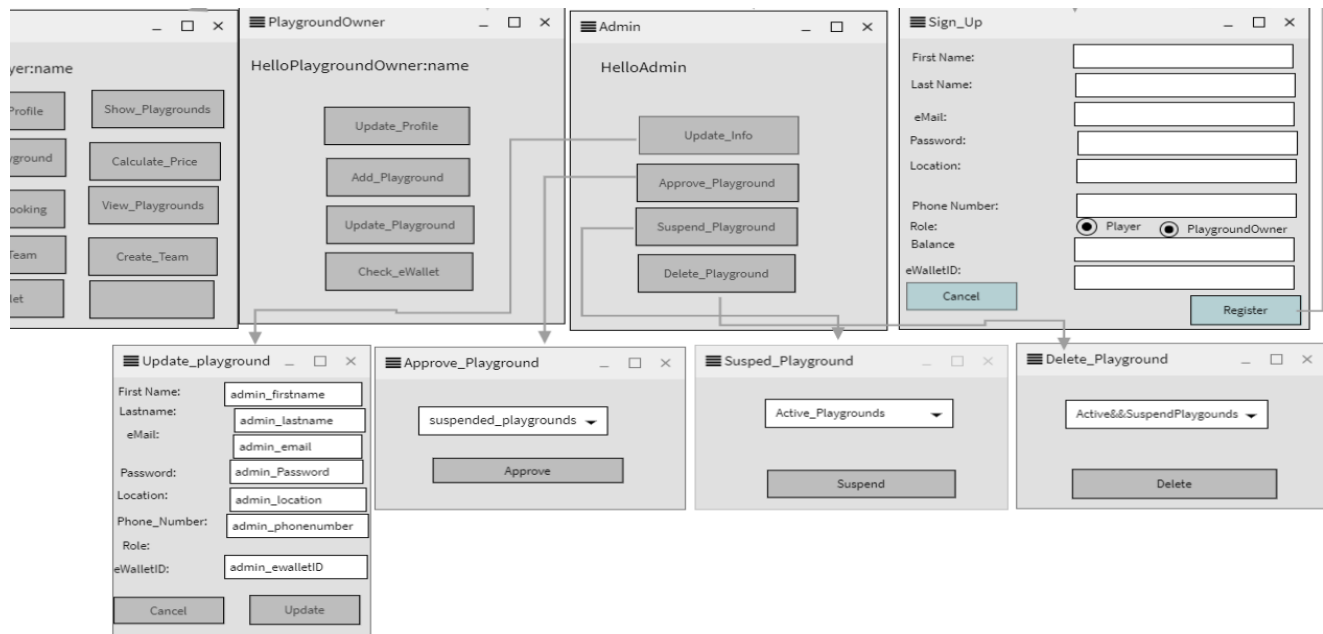 PlaygroundOwner
Admin
Sign_Up
yer:name
Profile
Show_Playgrounds
yground
Calculate_Price
ooking
View_Playgrounds
Team
Create_Team
let
HelloPlaygroundOwner:name
Update_Profile
Add_Playground
Update_Playground
Check_eWallet
HelloAdmin
Update_Info
Approve_Playground
Suspend_Playground
Delete_Playground
First Name:
Last Name:
eMail:
Password:
Location:
Phone Number:
Role: Player PlaygroundOwner
Balance
eWalletID:
Cancel
Register
Update_playground
First Name: admin_firstname
Lastname: admin_lastname
eMail: admin_email
Password: admin_Password
Location: admin_location
Phone_Number: admin_phonenumber
Role:
eWalletID: admin_ewalletID
Cancel Update
Approve_Playground
suspended_playgrounds
Approve
Susped_Playground
Active_Playgrounds
Suspend
Delete_Playground
Active&&SuspendPlaygounds
Delete